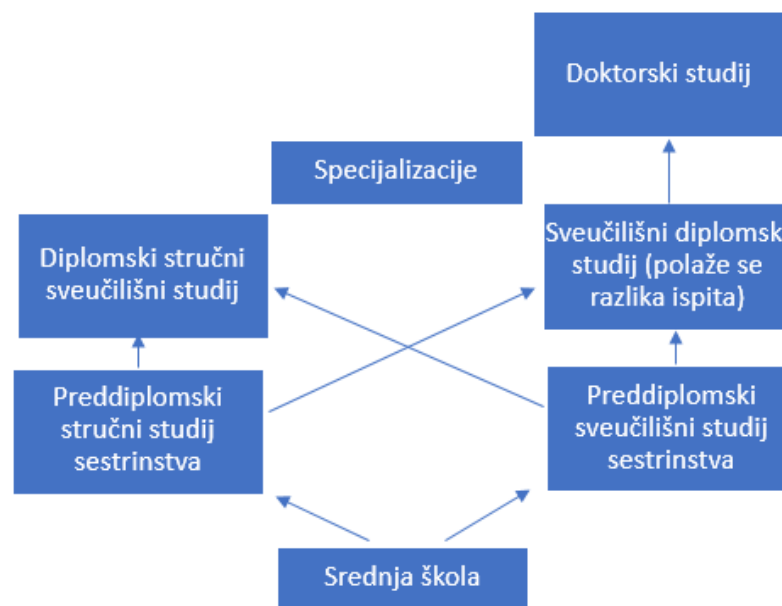 Doktorski studij
Specijalizacije
Diplomski stručni
sveučilišni studij
Sveučilišni diplomsk
studij (polaže se
razlika ispita)
Preddiplomski
stručni studij
sestrinstva
Preddiplomski
sveučilišni studij
sestrinstva
Srednja škola